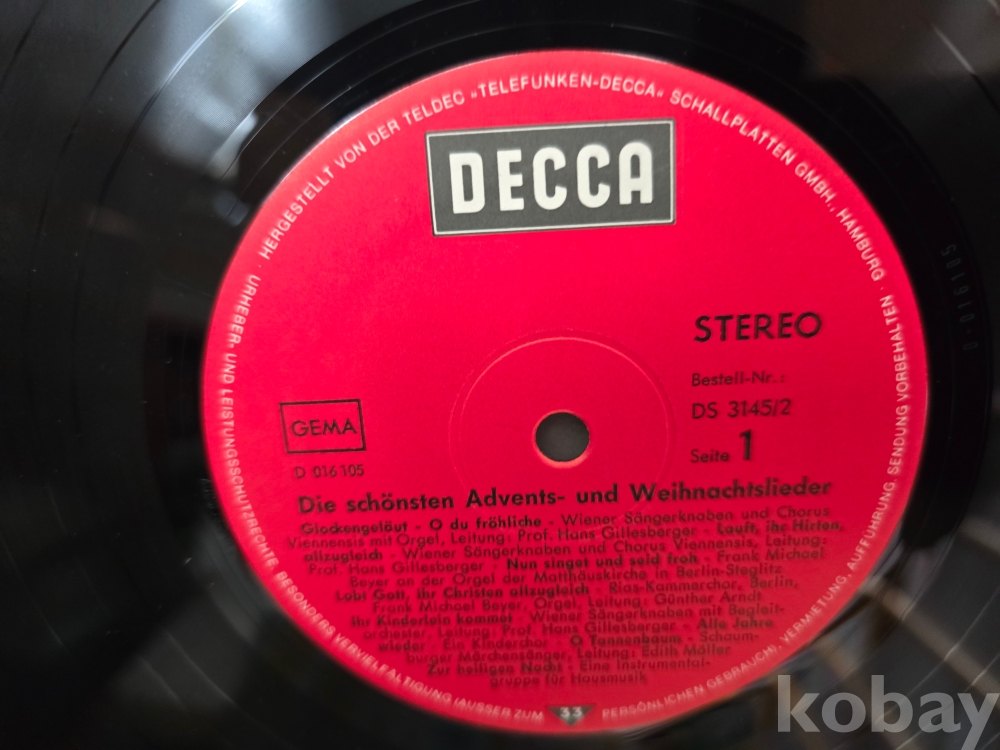 HERGESTELLT VON DER TELDEC »TELEFUNKEN-DECCA« SCHALLPLATTEN GMBH., HAMBURG · URHEBER- UND LEISTUNGSSCHUTZRECHTE, BESONDERS VERVIELFÄLTIGUNG (AUSSER ZUM PERSÖNLICHEN GEBRAUCH), VERMIETUNG, AUFFÜHRUNG, SENDUNG VORBEHALTEN
DECCA
STEREO
Bestell-Nr.:
DS 3145/2
Seite 1
GEMA
D 016 105
Die schönsten Advents- und Weihnachtslieder
Glockengeläut - O du fröhliche - Wiener Sängerknaben und Chorus
Viennensis mit Orgel, Leitung: Prof. Hans Gillesberger - Lauft, ihr Hirten,
allzugleich - Wiener Sängerknaben und Chorus Viennensis, Leitung:
Prof. Hans Gillesberger - Nun singet und seid froh - Frank Michael
Beyer an der Orgel der Matthäuskirche in Berlin-Steglitz
Lobt Gott, ihr Christen allzugleich - Rias-Kammerchor, Berlin,
Frank Michael Beyer, Orgel, Leitung: Günther Arndt
Ihr Kinderlein kommet - Wiener Sängerknaben mit Begleit-
orchester, Leitung: Prof. Hans Gillesberger - Alle Jahre
wieder - Ein Kinderchor - O Tannenbaum - Schaum-
burger Märchensänger, Leitung: Edith Möller
Zur heiligen Nacht - Eine Instrumental-
gruppe für Hausmusik
33
D-016105
kobay